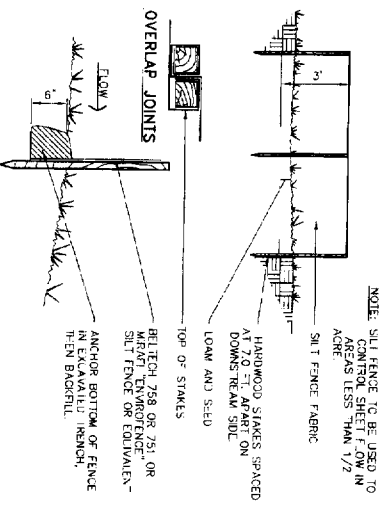 NOTE: SILT FENCE TO BE USED TO
CONTROL SHEET FLOW IN
AREAS LESS THAN 1/2
ACRE.
3'
SILT FENCE FABRIC
HARDWOOD STAKES SPACED
AT 7.0 FT. APART ON
DOWNSTREAM SIDE
LOAM AND SEED
TOP OF STAKES
OVERLAP JOINTS
BELTECH 758 OR 751 OR
MIRAFI "ENVIROFENCE"
SILT FENCE OR EQUIVALENT
FLOW
6"
ANCHOR BOTTOM OF FENCE
IN EXCAVATED TRENCH,
THEN BACKFILL.